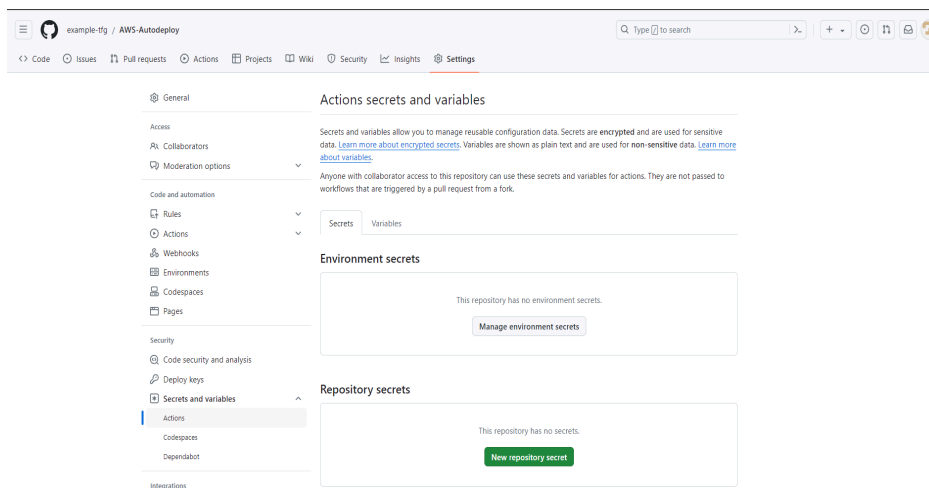 example-tfg / AWS-Autodeploy
Type / to search
Code Issues Pull requests Actions Projects Wiki Security Insights Settings
General
Access
Collaborators
Moderation options
Code and automation
Rules
Actions
Webhooks
Environments
Codespaces
Pages
Security
Code security and analysis
Deploy keys
Secrets and variables
Actions
Codespaces
Dependabot
Integrations
Actions secrets and variables
Secrets and variables allow you to manage reusable configuration data. Secrets are encrypted and are used for sensitive
data. Learn more about encrypted secrets. Variables are shown as plain text and are used for non-sensitive data. Learn more
about variables.
Anyone with collaborator access to this repository can use these secrets and variables for actions. They are not passed to
workflows that are triggered by a pull request from a fork.
Secrets Variables
Environment secrets
This repository has no environment secrets.
Manage environment secrets
Repository secrets
This repository has no secrets.
New repository secret